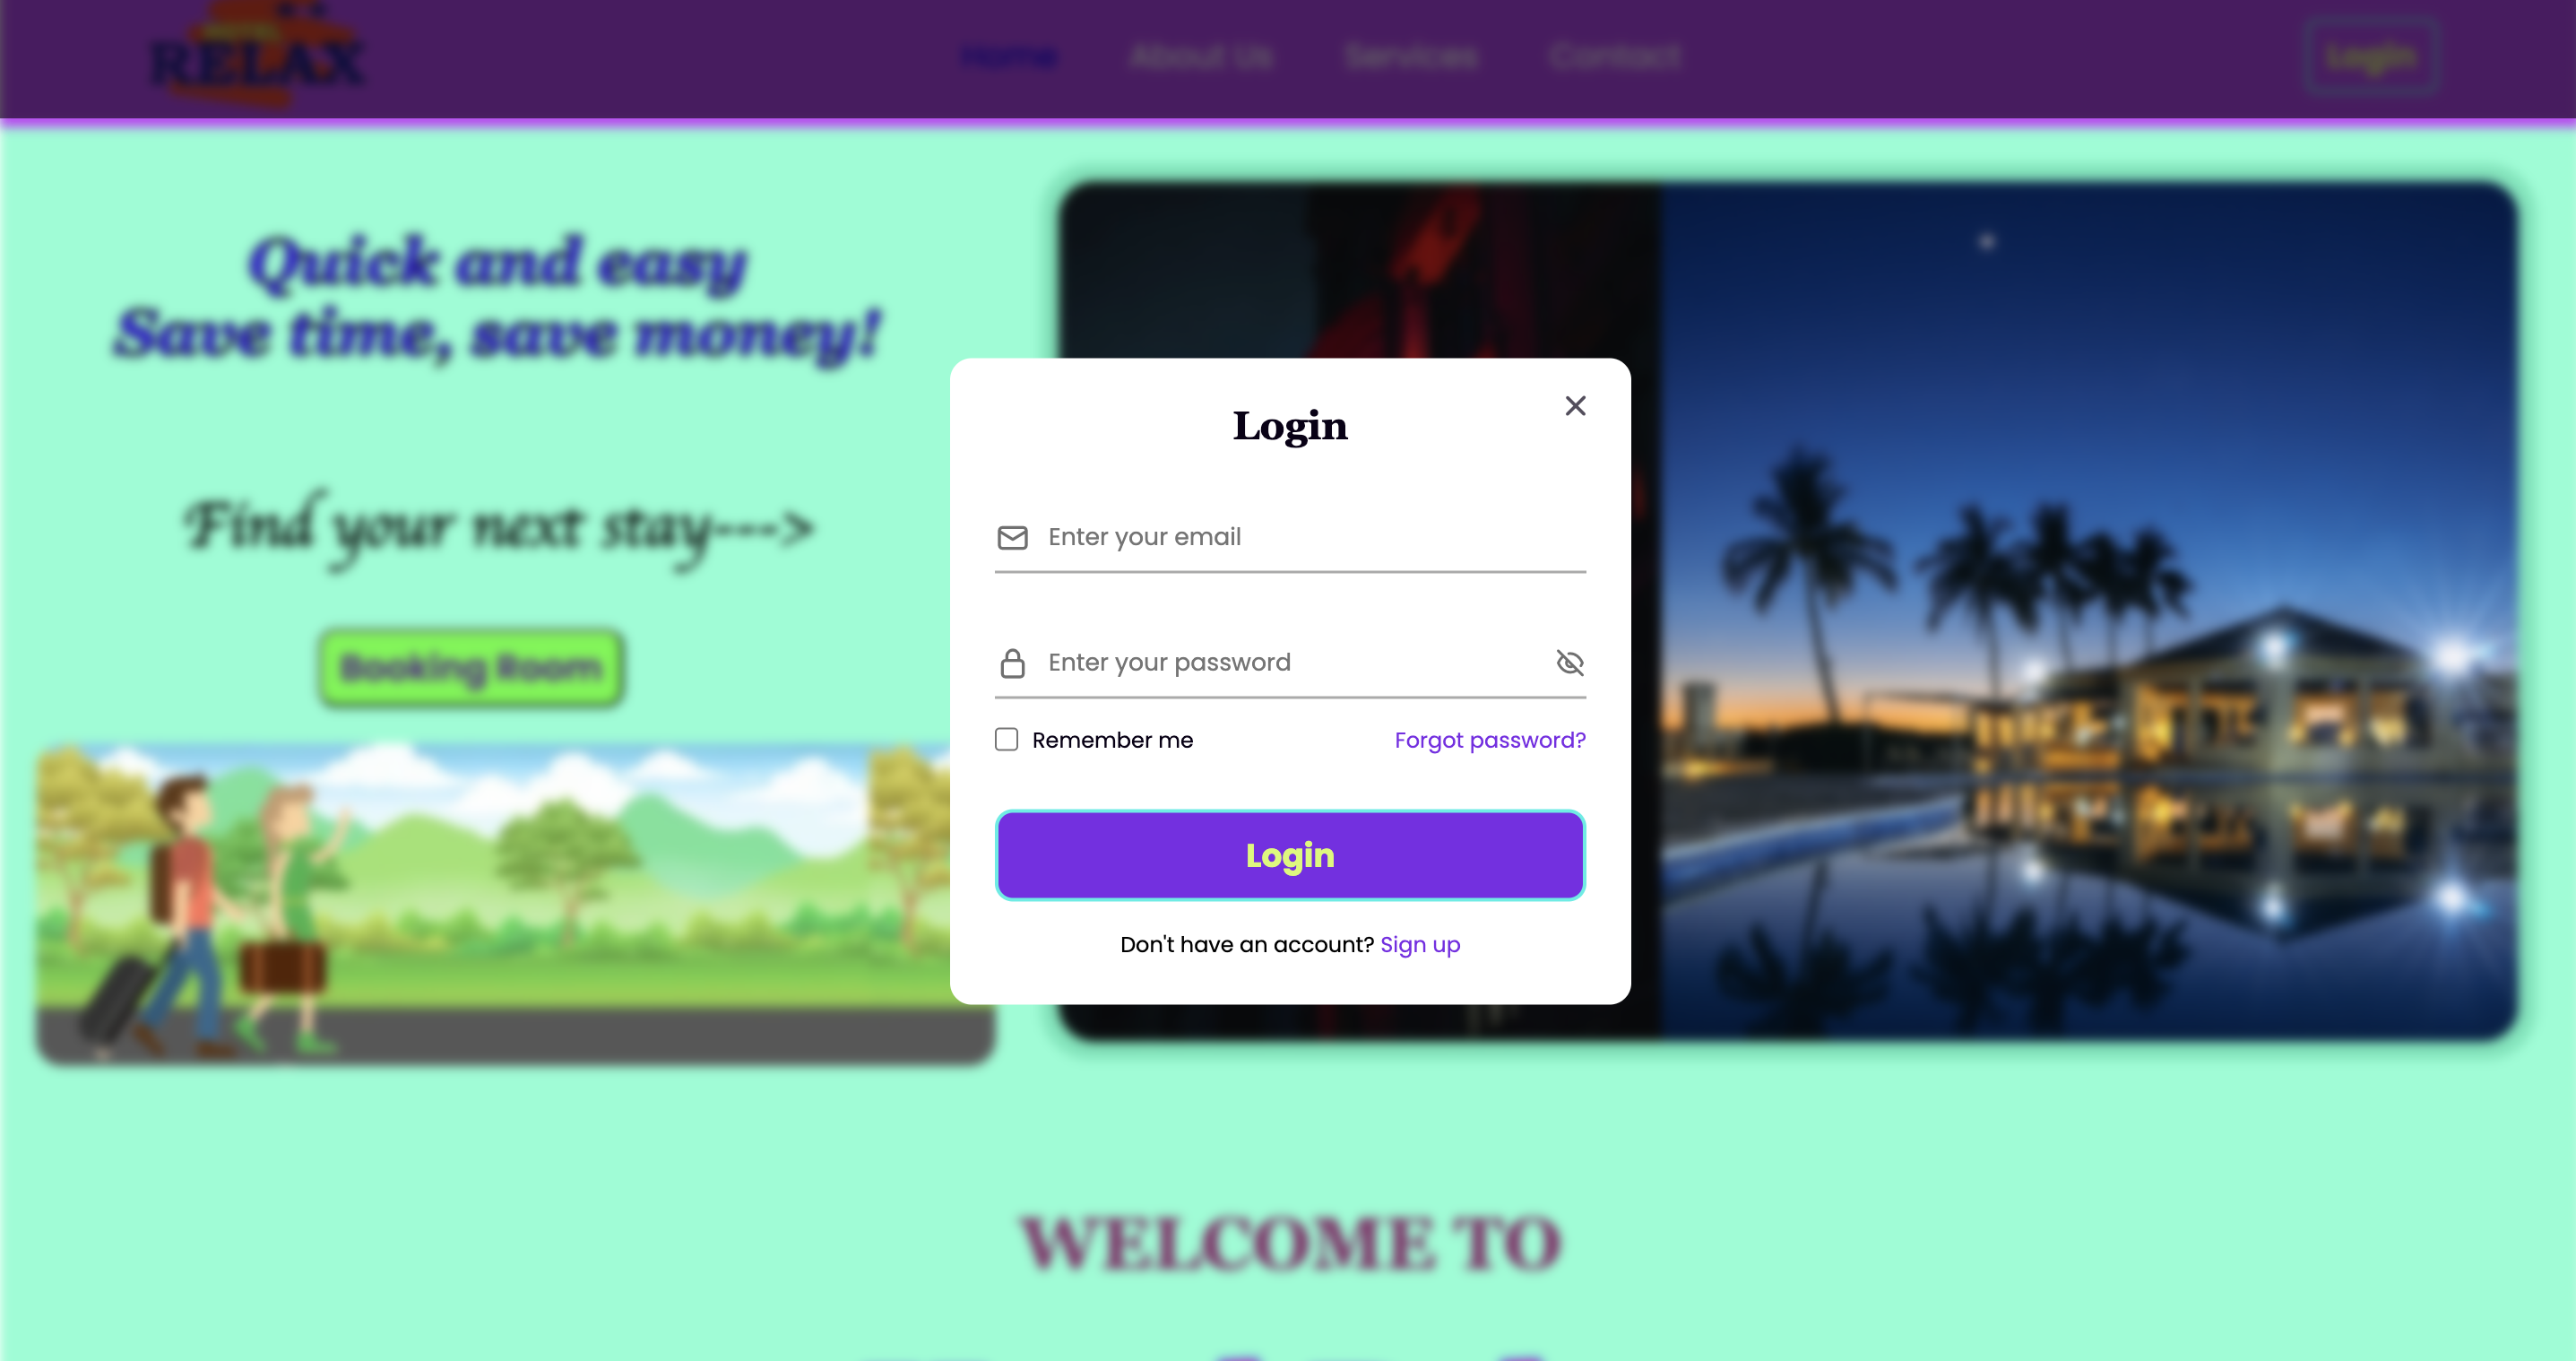 HOTEL
RELAX
Home About Us Services Contact Login
Quick and easy
Save time, save money!
Find your next stay--->
Booking Room
Login
Enter your email
Enter your password
Remember me Forgot password?
Login
Don't have an account? Sign up
WELCOME TO